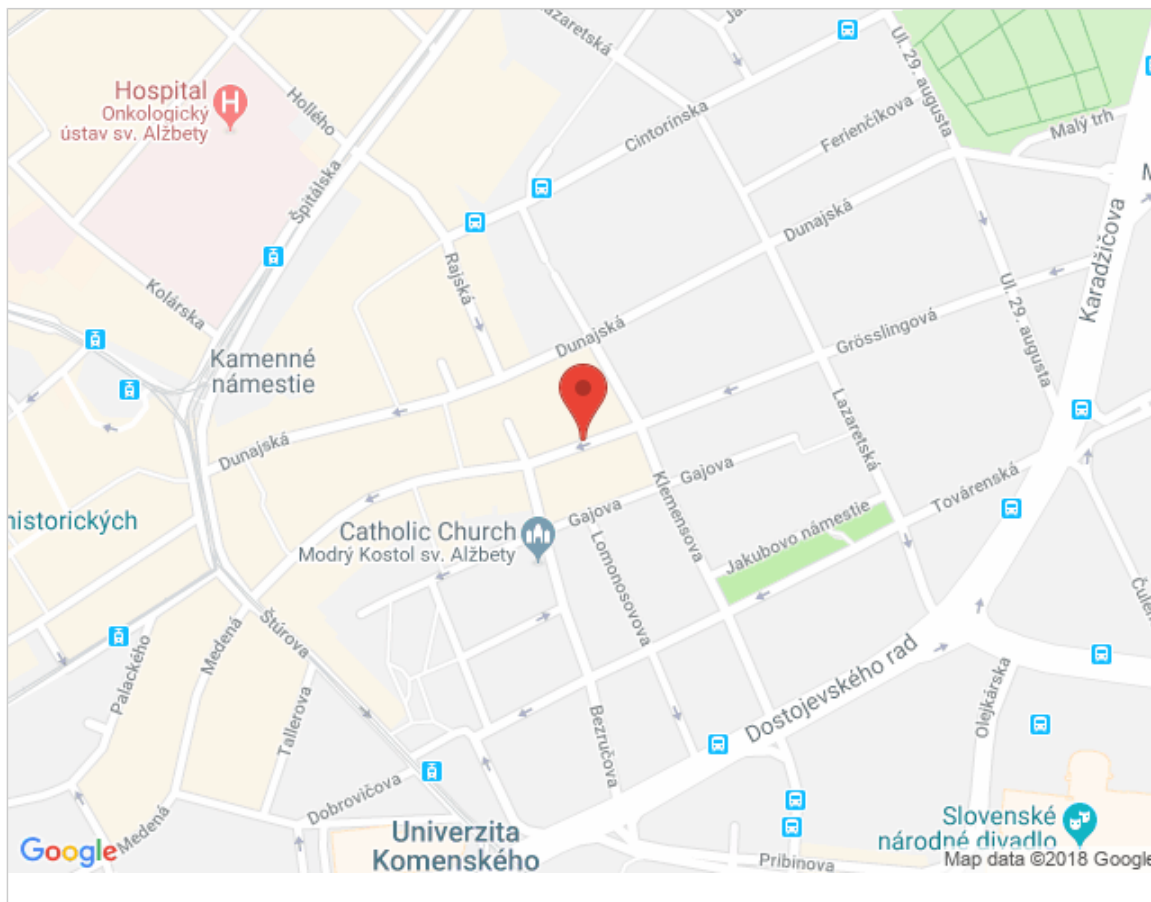 Lazaretská
Ja
Hospital
Onkologický
ústav sv. Alžbety
H
Hollého
Cintorínska
Ul. 29. augusta
Ferienčíkova
Malý trh
Špitálska
M
Dunajská
Karadžičova
Rajská
Kolárska
Ul. 29. augusta
Dunajská
Grösslingová
Kamenné
námestie
Lazaretská
Dunajská
Klemensova
Gajova
Továrenská
historických
Gajova
Catholic Church
Modrý Kostol sv. Alžbety
Jakubovo námestie
Lomonosovova
Čulen
Štúrova
Medená
Palackého
Dostojevského rad
Olejkárska
Tallerova
Bezručova
Dobrovičova
Medená
Slovenské
národné divadlo
Univerzita
Komenského
Google
Pribinova
Map data ©2018 Google